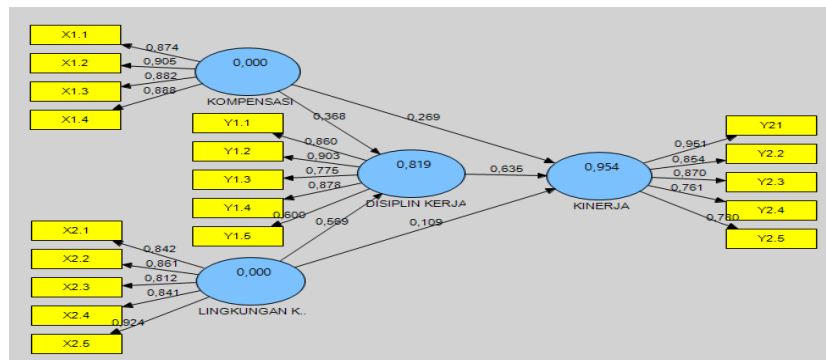 X1.1
0,874
X1.2
0,905
X1.3
0,882
X1.4
0,888
0,000
KOMPENSASI
0,368
0,269
Y1.1
0,860
Y1.2
0,903
Y1.3
0,775
Y1.4
0,878
Y1.5
0,600
0,819
DISIPLIN KERJA
0,635
0,569
0,109
0,954
KINERJA
Y21
0,951
Y2.2
0,854
Y2.3
0,870
Y2.4
0,761
Y2.5
0,780
X2.1
0,842
X2.2
0,861
X2.3
0,812
X2.4
0,841
X2.5
0,924
0,000
LINGKUNGAN K..